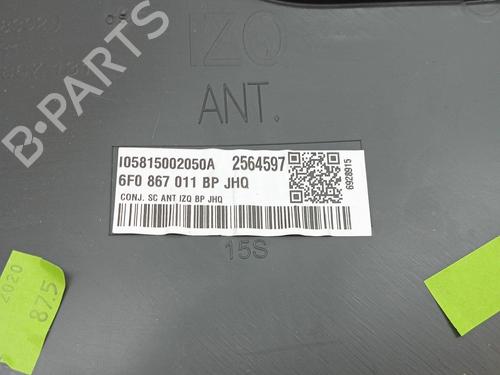 IZQ
ANT.
I05815002050A 2564597
6F0 867 011 BP JHQ
CONJ. SC ANT IZQ BP JHQ
6928915
15S
2020
87.5
B-PARTS